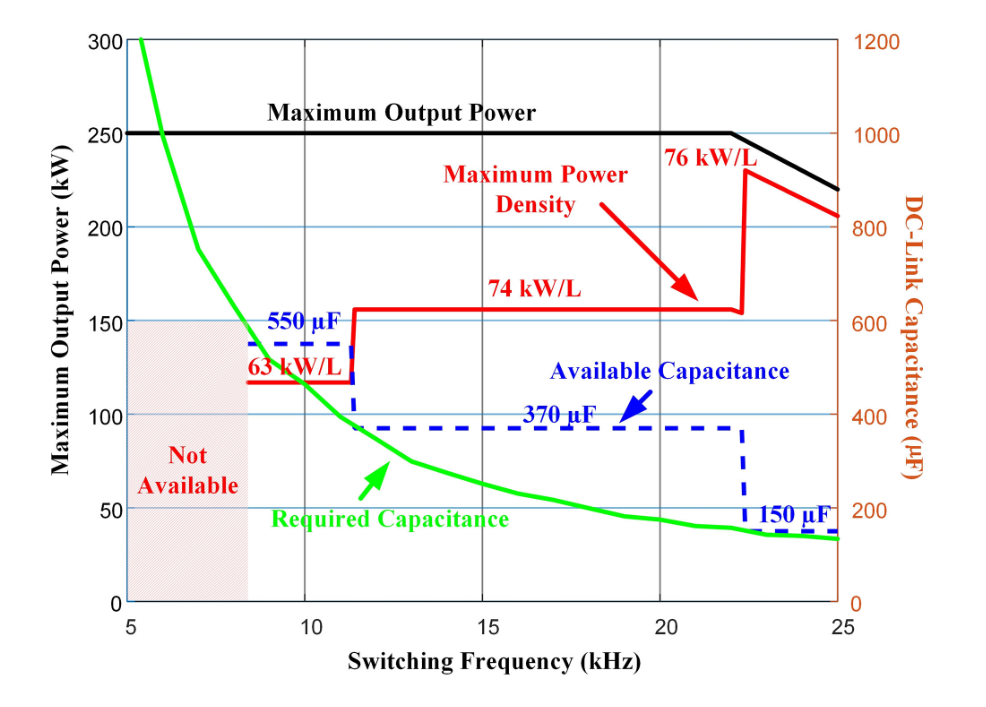 300
250
200
150
100
50
0
Maximum Output Power (kW)
1200
1000
800
600
400
200
0
DC-Link Capacitance (µF)
Maximum Output Power
76 kW/L
Maximum Power
Density
74 kW/L
550 µF
63 kW/L
Available Capacitance
370 µF
Not
Available
Required Capacitance
150 µF
5
10
15
20
25
Switching Frequency (kHz)